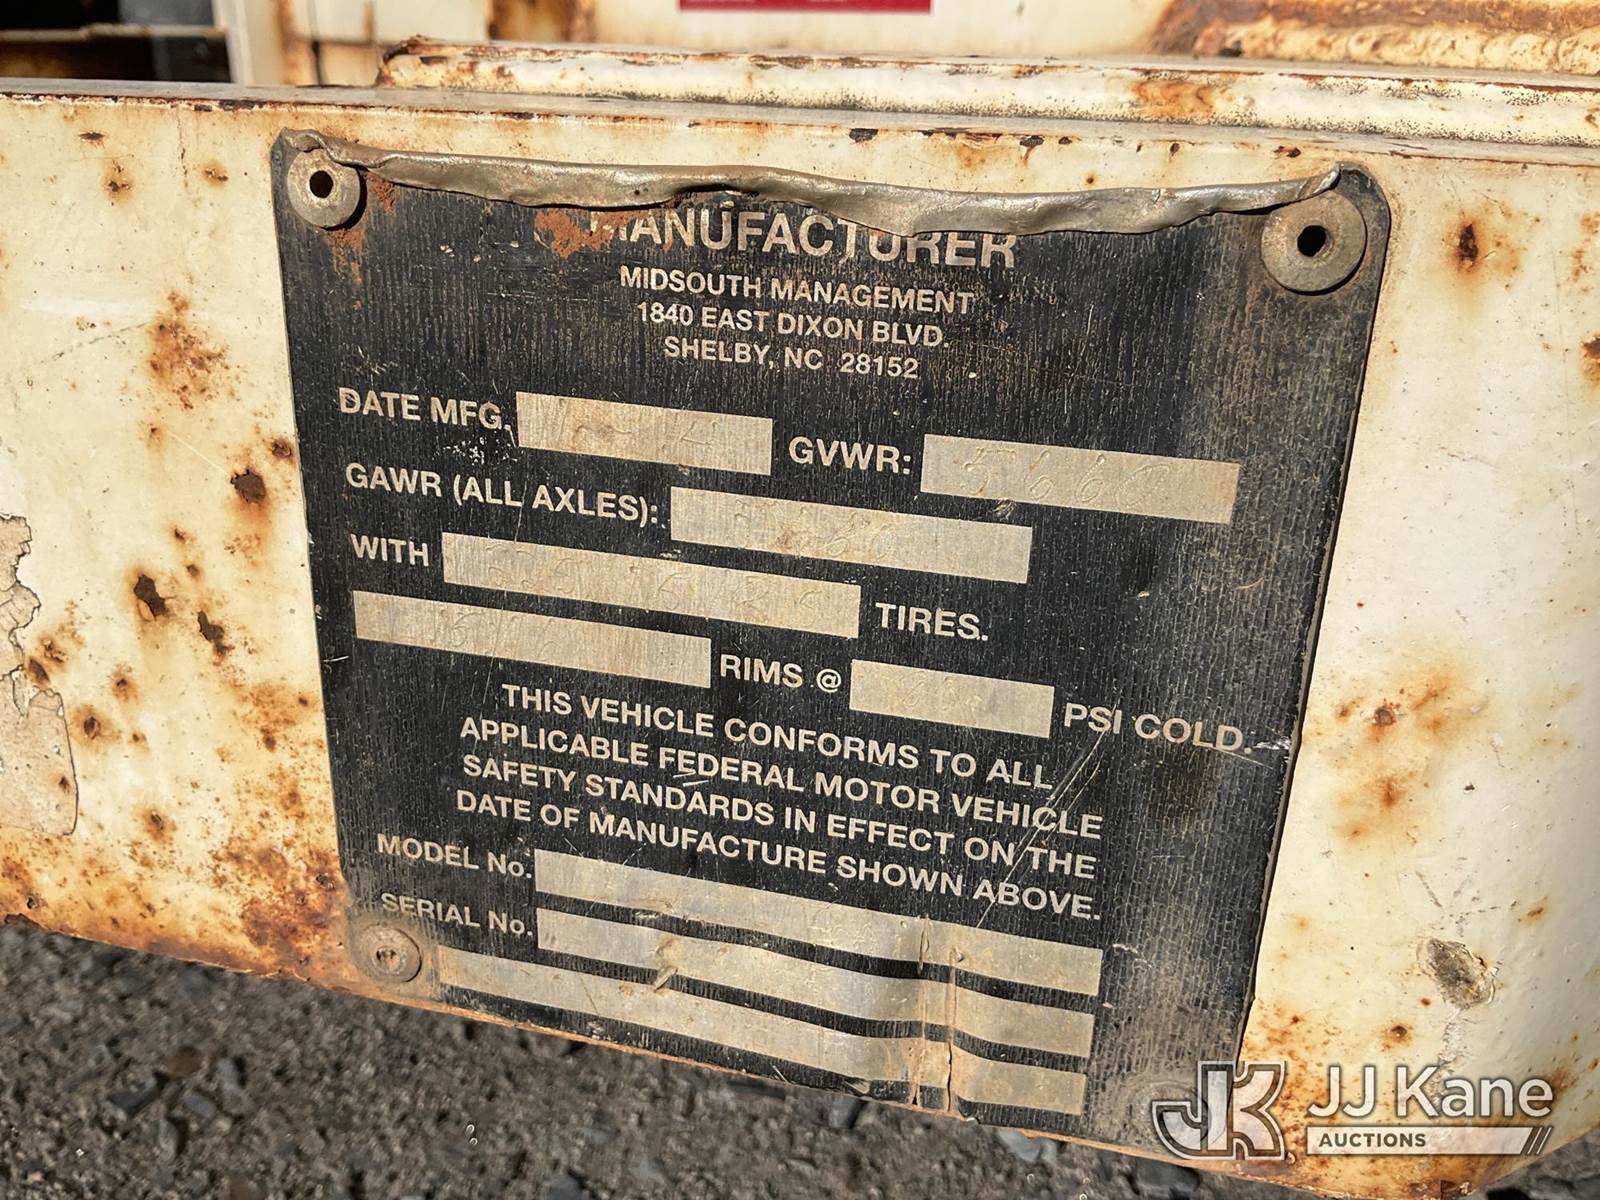 MANUFACTURER
MIDSOUTH MANAGEMENT
1840 EAST DIXON BLVD.
SHELBY, NC 28152
DATE MFG. GVWR:
GAWR (ALL AXLES):
WITH TIRES.
RIMS @ PSI COLD.
THIS VEHICLE CONFORMS TO ALL
APPLICABLE FEDERAL MOTOR VEHICLE
SAFETY STANDARDS IN EFFECT ON THE
DATE OF MANUFACTURE SHOWN ABOVE.
MODEL No.
SERIAL No.
JK JJ Kane
AUCTIONS